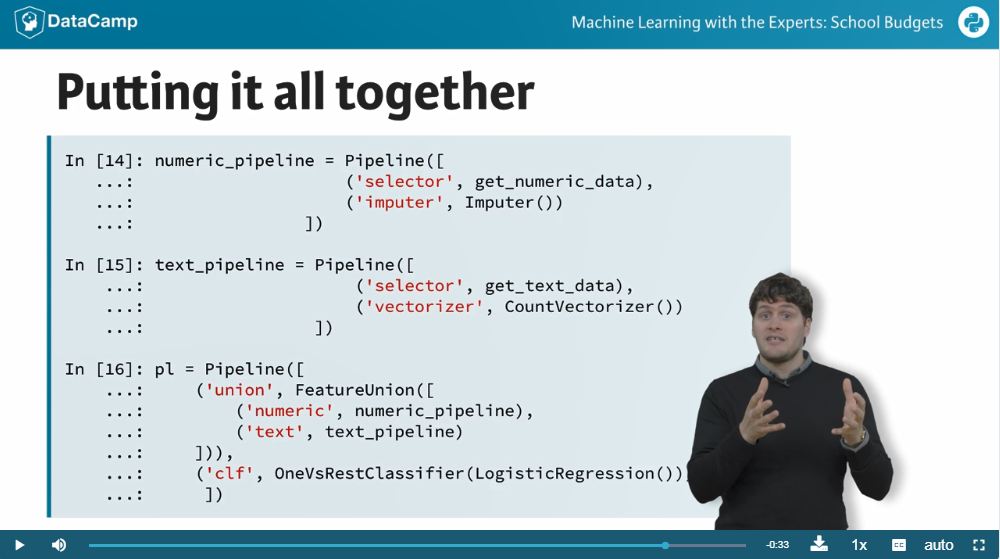 DataCamp
Machine Learning with the Experts: School Budgets
Putting it all together
In [14]: numeric_pipeline = Pipeline([
...: ('selector', get_numeric_data),
...: ('imputer', Imputer())
...: ])
In [15]: text_pipeline = Pipeline([
...: ('selector', get_text_data),
...: ('vectorizer', CountVectorizer())
...: ])
In [16]: pl = Pipeline([
...: ('union', FeatureUnion([
...: ('numeric', numeric_pipeline),
...: ('text', text_pipeline)
...: ])),
...: ('clf', OneVsRestClassifier(LogisticRegression())
...: ])
-0:33
1x
CC
auto